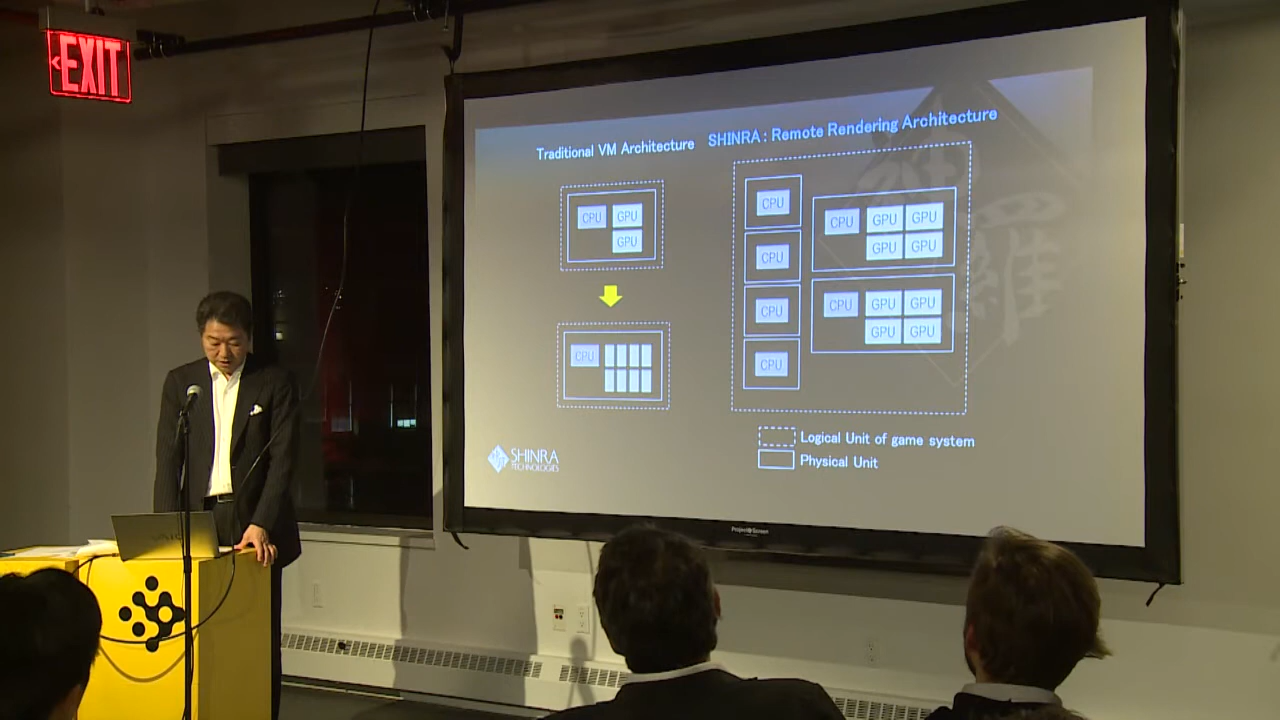 EXIT
Traditional VM Architecture
SHINRA : Remote Rendering Architecture
CPU GPU
GPU
CPU
CPU
CPU
CPU
CPU
CPU GPU GPU
GPU GPU
CPU GPU GPU
GPU GPU
Logical Unit of game system
Physical Unit
SHINRA
TECHNOLOGIES
羅